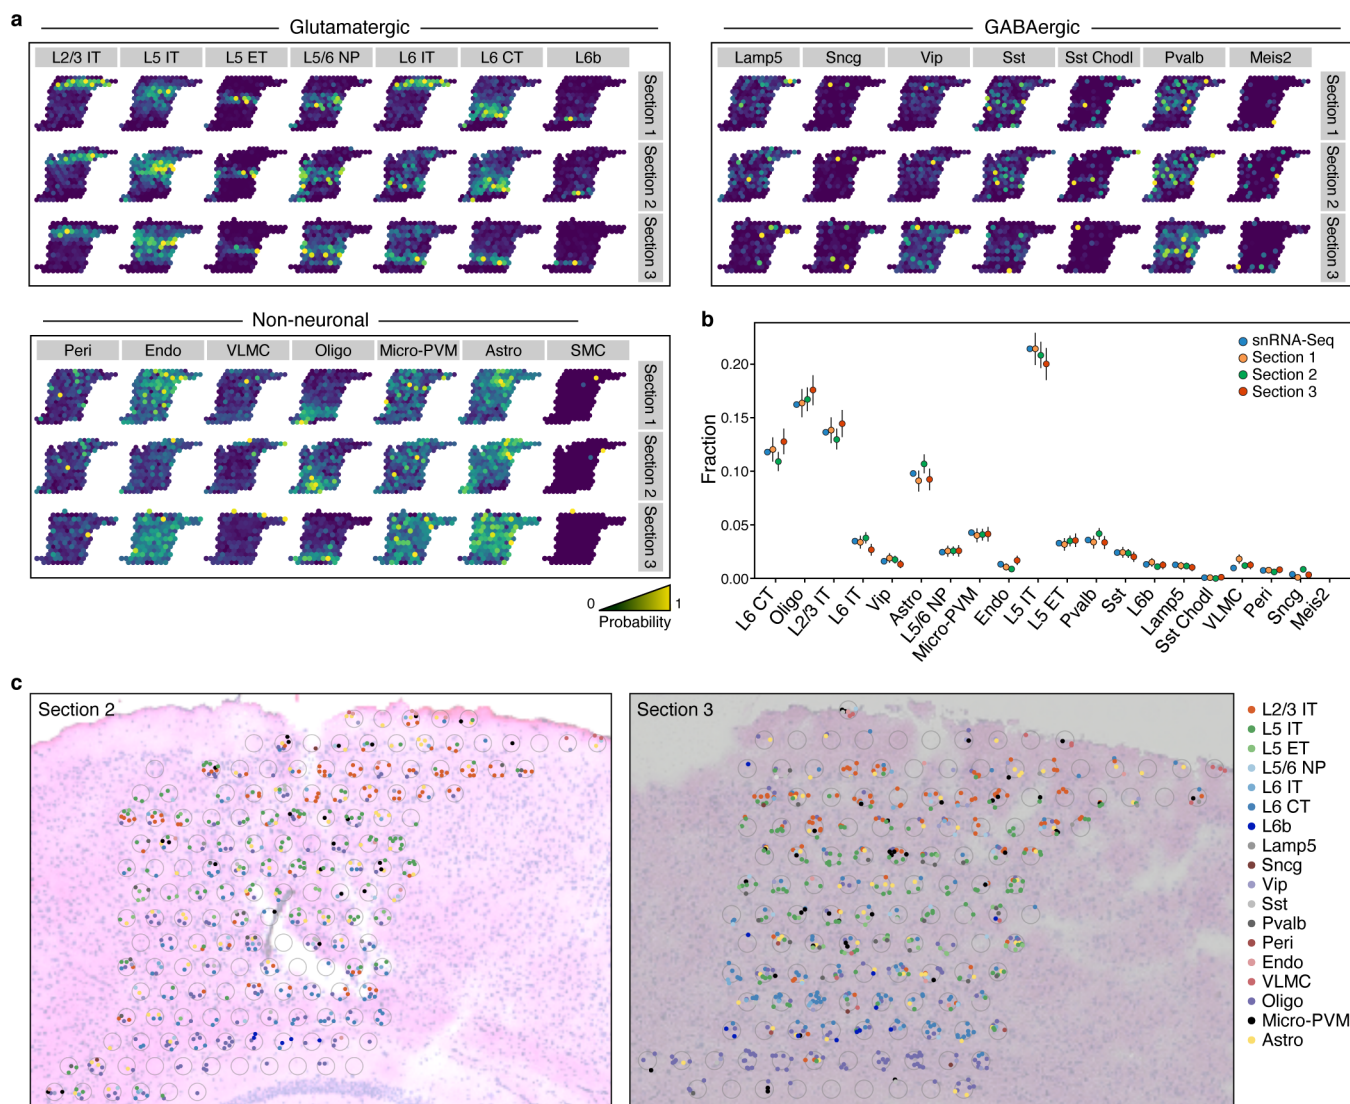 a
Glutamatergic
L2/3 IT L5 IT L5 ET L5/6 NP L6 IT L6 CT L6b
Section 1
Section 2
Section 3
GABAergic
Lamp5 Sncg Vip Sst Sst Chodl Pvalb Meis2
Section 1
Section 2
Section 3
Non-neuronal
Peri Endo VLMC Oligo Micro-PVM Astro SMC
Section 1
Section 2
Section 3
0 1
Probability
b
Fraction
0.20
0.15
0.10
0.05
0.00
snRNA-Seq
Section 1
Section 2
Section 3
L6 CT Oligo L2/3 IT L6 IT Vip Astro L5/6 NP Micro-PVM Endo L5 IT L5 ET Pvalb Sst L6b Lamp5 Sst Chodl VLMC Peri Sncg Meis2
c
Section 2
Section 3
L2/3 IT
L5 IT
L5 ET
L5/6 NP
L6 IT
L6 CT
L6b
Lamp5
Sncg
Vip
Sst
Pvalb
Peri
Endo
VLMC
Oligo
Micro-PVM
Astro